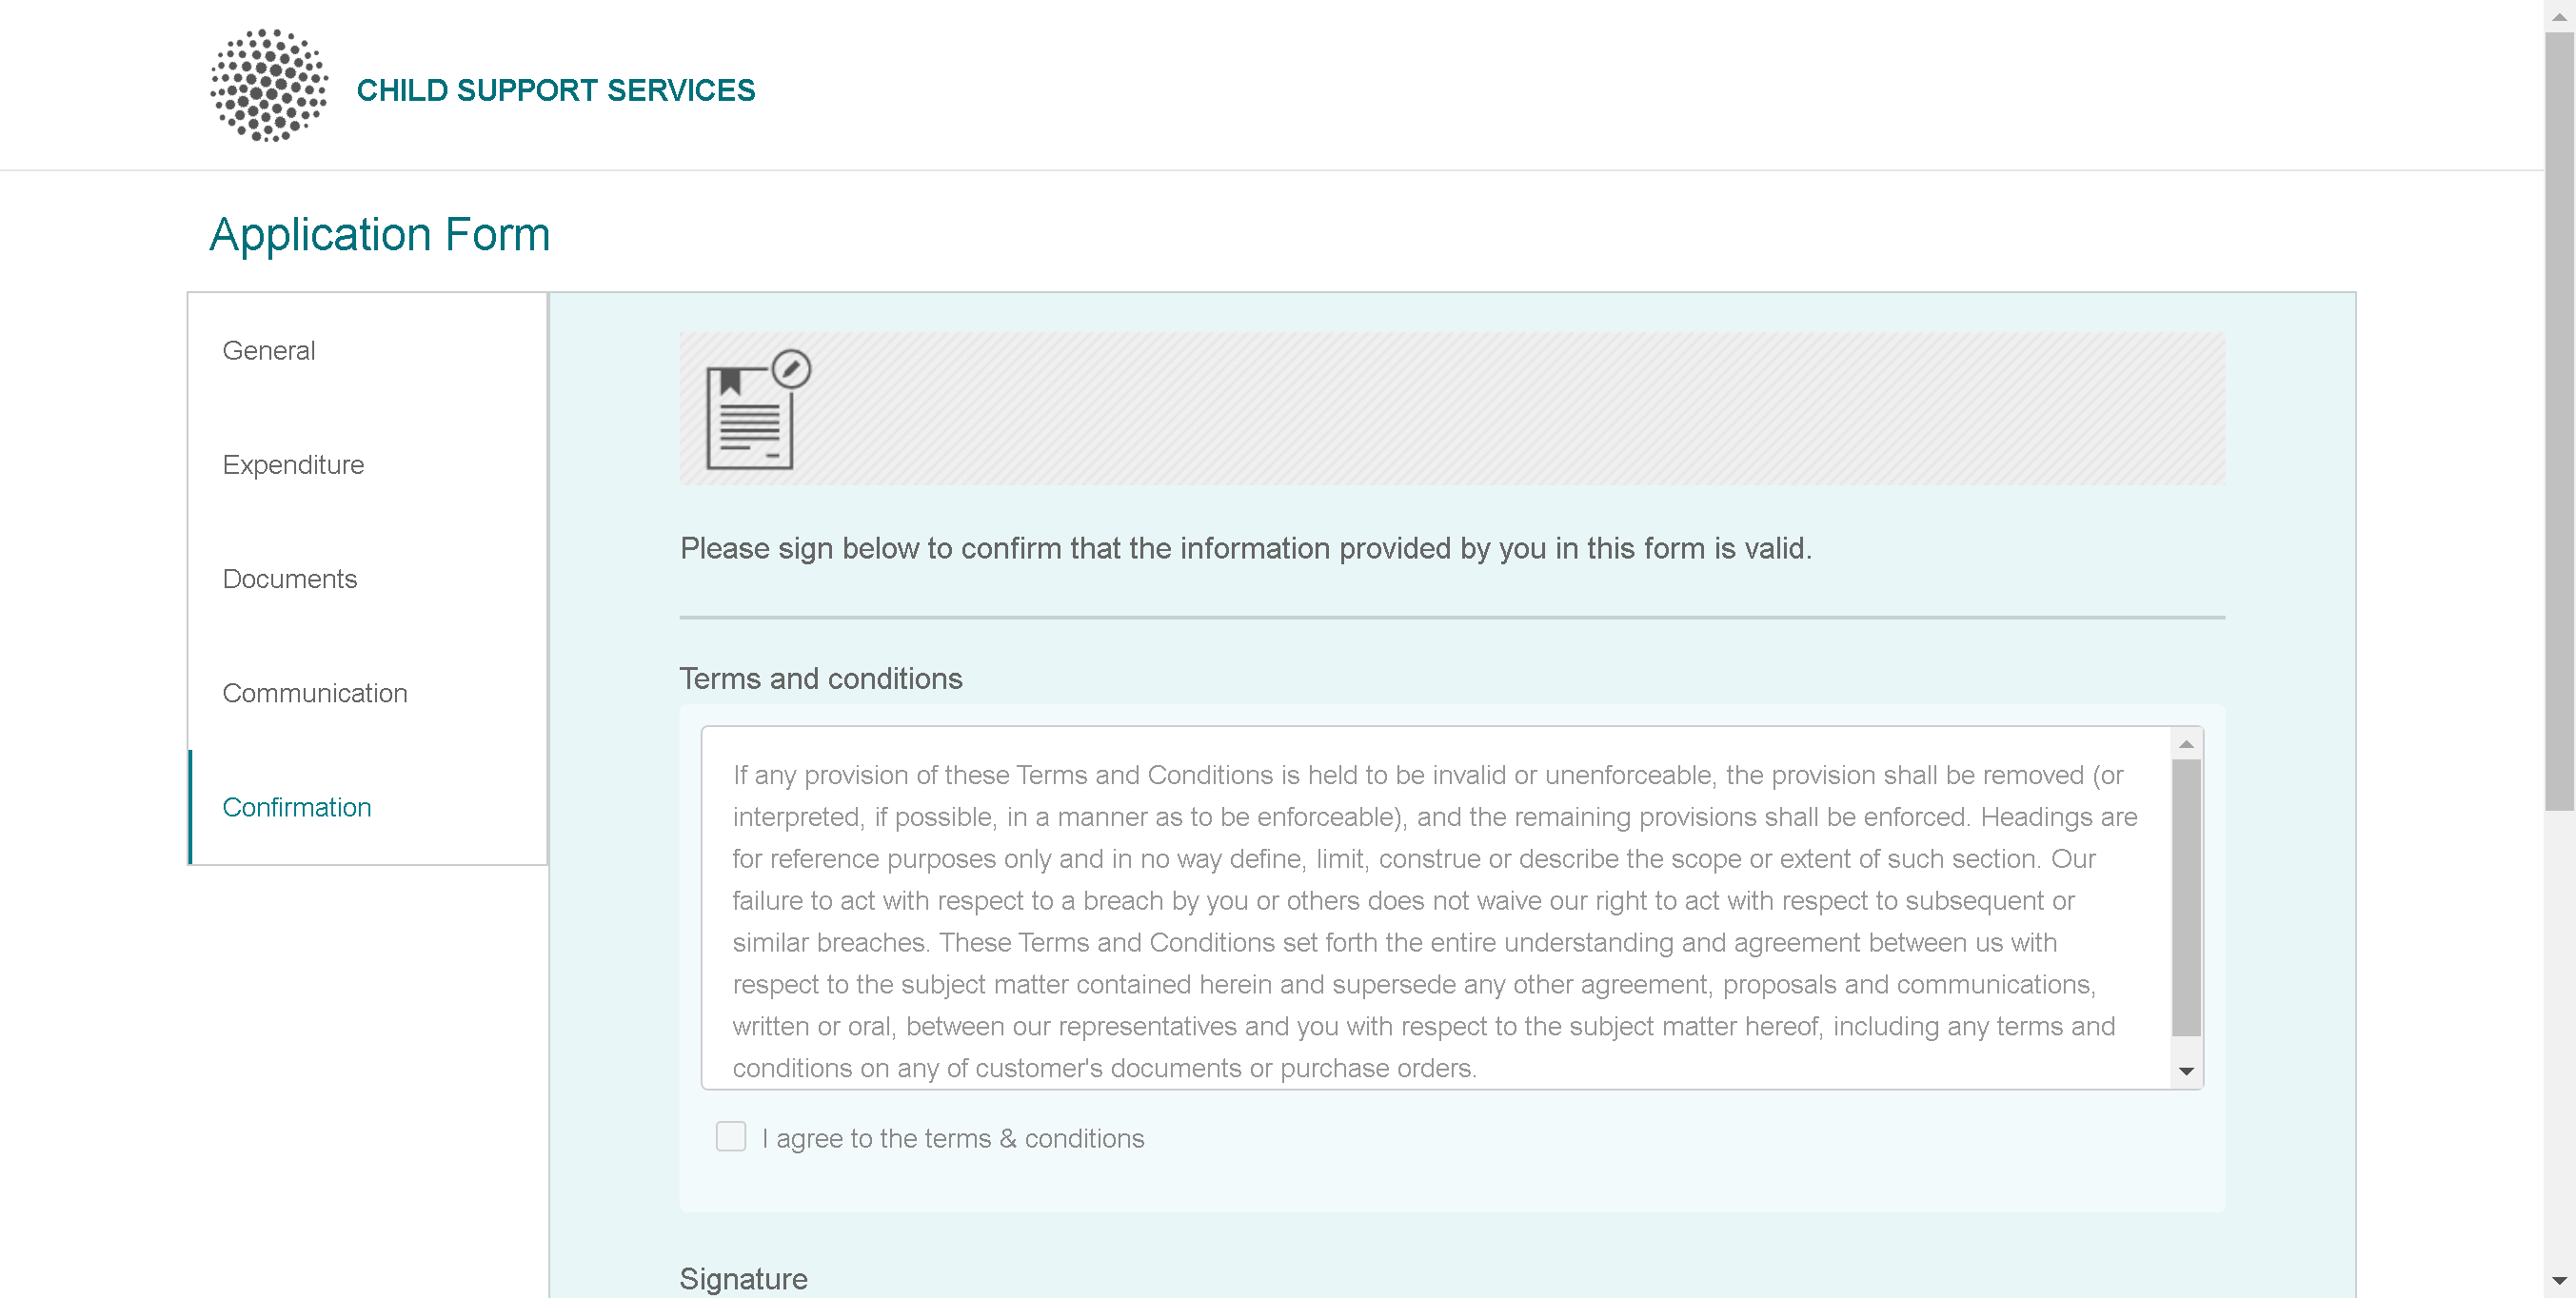 CHILD SUPPORT SERVICES
Application Form
General
Expenditure
Documents
Communication
Confirmation
Please sign below to confirm that the information provided by you in this form is valid.
Terms and conditions
If any provision of these Terms and Conditions is held to be invalid or unenforceable, the provision shall be removed (or
interpreted, if possible, in a manner as to be enforceable), and the remaining provisions shall be enforced. Headings are
for reference purposes only and in no way define, limit, construe or describe the scope or extent of such section. Our
failure to act with respect to a breach by you or others does not waive our right to act with respect to subsequent or
similar breaches. These Terms and Conditions set forth the entire understanding and agreement between us with
respect to the subject matter contained herein and supersede any other agreement, proposals and communications,
written or oral, between our representatives and you with respect to the subject matter hereof, including any terms and
conditions on any of customer's documents or purchase orders.
I agree to the terms & conditions
Signature